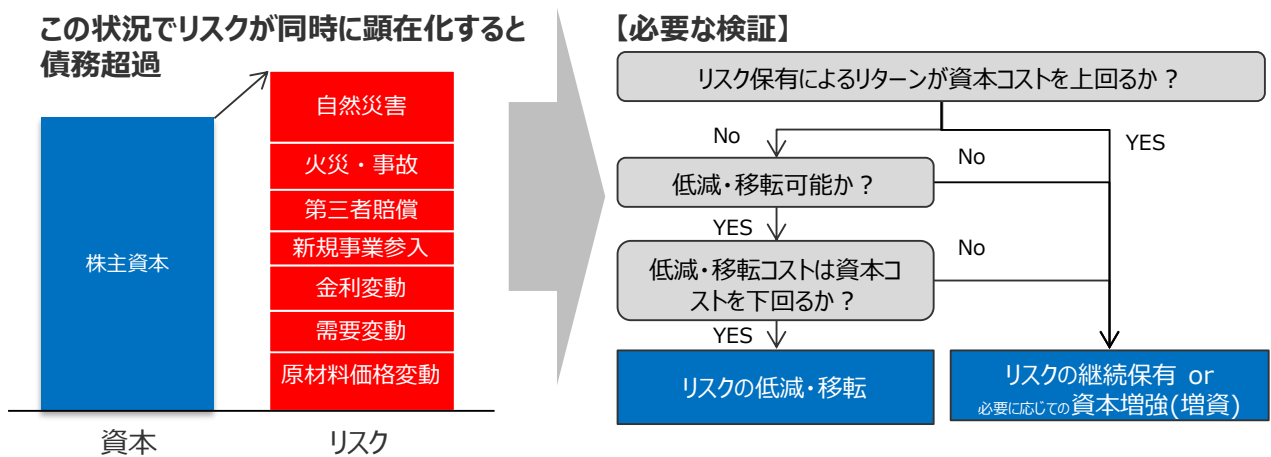 この状況でリスクが同時に顕在化すると
債務超過
株主資本
自然災害
火災・事故
第三者賠償
新規事業参入
金利変動
需要変動
原材料価格変動
資本
リスク
【必要な検証】
リスク保有によるリターンが資本コストを上回るか？
No
YES
低減・移転可能か？
No
YES
低減・移転コストは資本コ
ストを下回るか？
No
YES
リスクの低減・移転
リスクの継続保有 or
必要に応じての資本増強(増資)